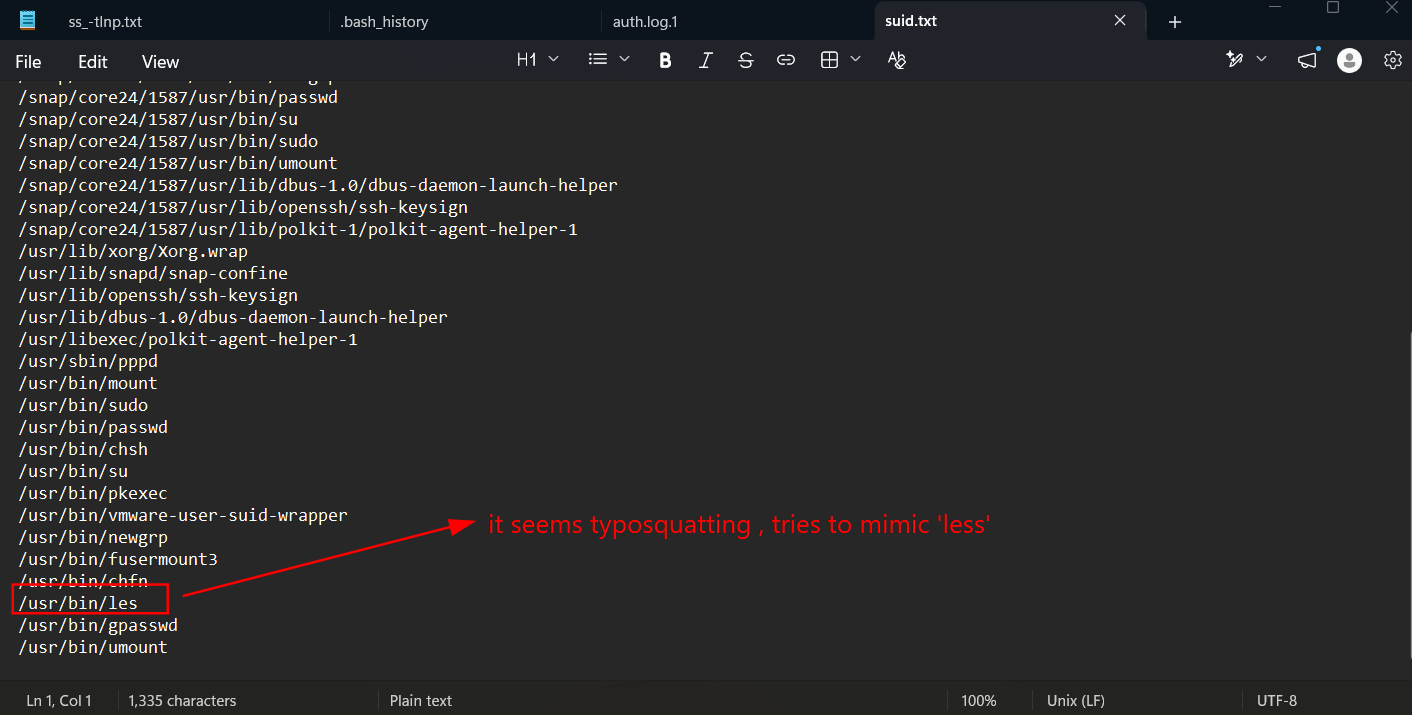 ss_-tlnp.txt
.bash_history
auth.log.1
suid.txt
File Edit View
H1
/snap/core24/1587/usr/bin/passwd
/snap/core24/1587/usr/bin/su
/snap/core24/1587/usr/bin/sudo
/snap/core24/1587/usr/bin/umount
/snap/core24/1587/usr/lib/dbus-1.0/dbus-daemon-launch-helper
/snap/core24/1587/usr/lib/openssh/ssh-keysign
/snap/core24/1587/usr/lib/polkit-1/polkit-agent-helper-1
/usr/lib/xorg/Xorg.wrap
/usr/lib/snapd/snap-confine
/usr/lib/openssh/ssh-keysign
/usr/lib/dbus-1.0/dbus-daemon-launch-helper
/usr/libexec/polkit-agent-helper-1
/usr/sbin/pppd
/usr/bin/mount
/usr/bin/sudo
/usr/bin/passwd
/usr/bin/chsh
/usr/bin/su
/usr/bin/pkexec
/usr/bin/vmware-user-suid-wrapper
it seems typosquatting , tries to mimic 'less'
/usr/bin/newgrp
/usr/bin/fusermount3
/usr/bin/chfn
/usr/bin/les
/usr/bin/gpasswd
/usr/bin/umount
Ln 1, Col 1
1,335 characters
Plain text
100%
Unix (LF)
UTF-8